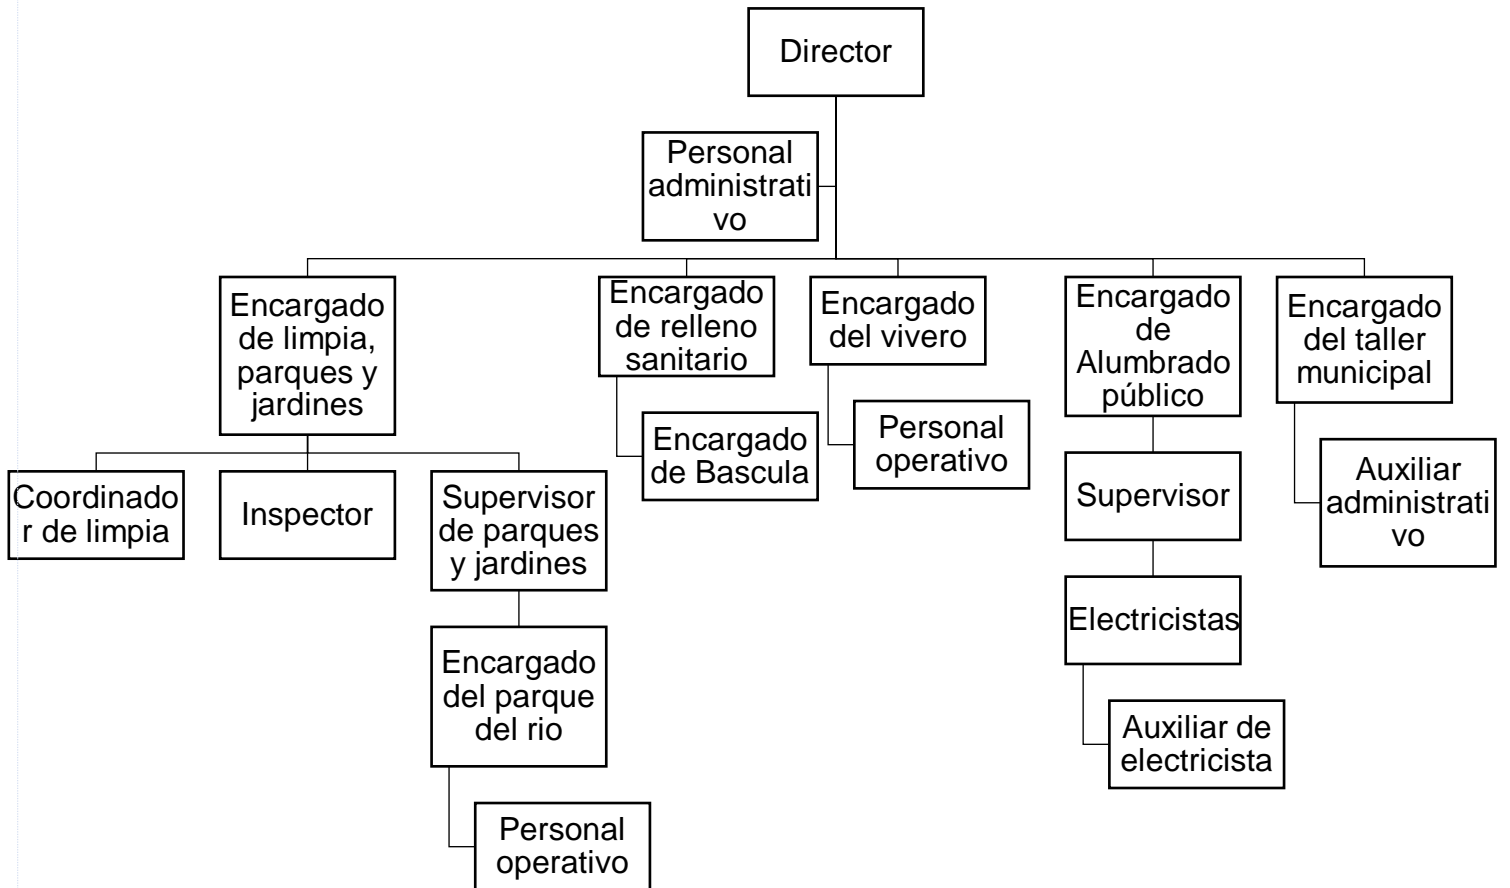 Director
Personal
administrati
vo
Encargado
de limpia,
parques y
jardines
Encargado
de relleno
sanitario
Encargado
del vivero
Encargado
de
Alumbrado
público
Encargado
del taller
municipal
Coordinado
r de limpia
Inspector
Supervisor
de parques
y jardines
Encargado
de Bascula
Personal
operativo
Supervisor
Auxiliar
administrati
vo
Electricistas
Encargado
del parque
del rio
Auxiliar de
electricista
Personal
operativo